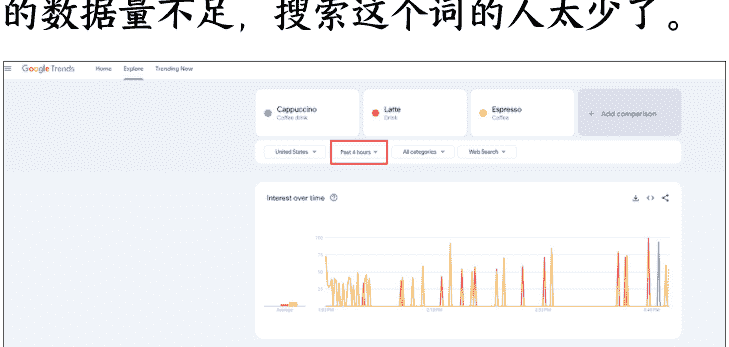 的数据量不足，搜索这个词的人太少了。
Google Trends Home Explore Trending Now
Cappuccino Latte Espresso + Add comparison
Coffee drink Drink Coffee
United States Past 4 hours All categories Web Search
Interest over time
Average